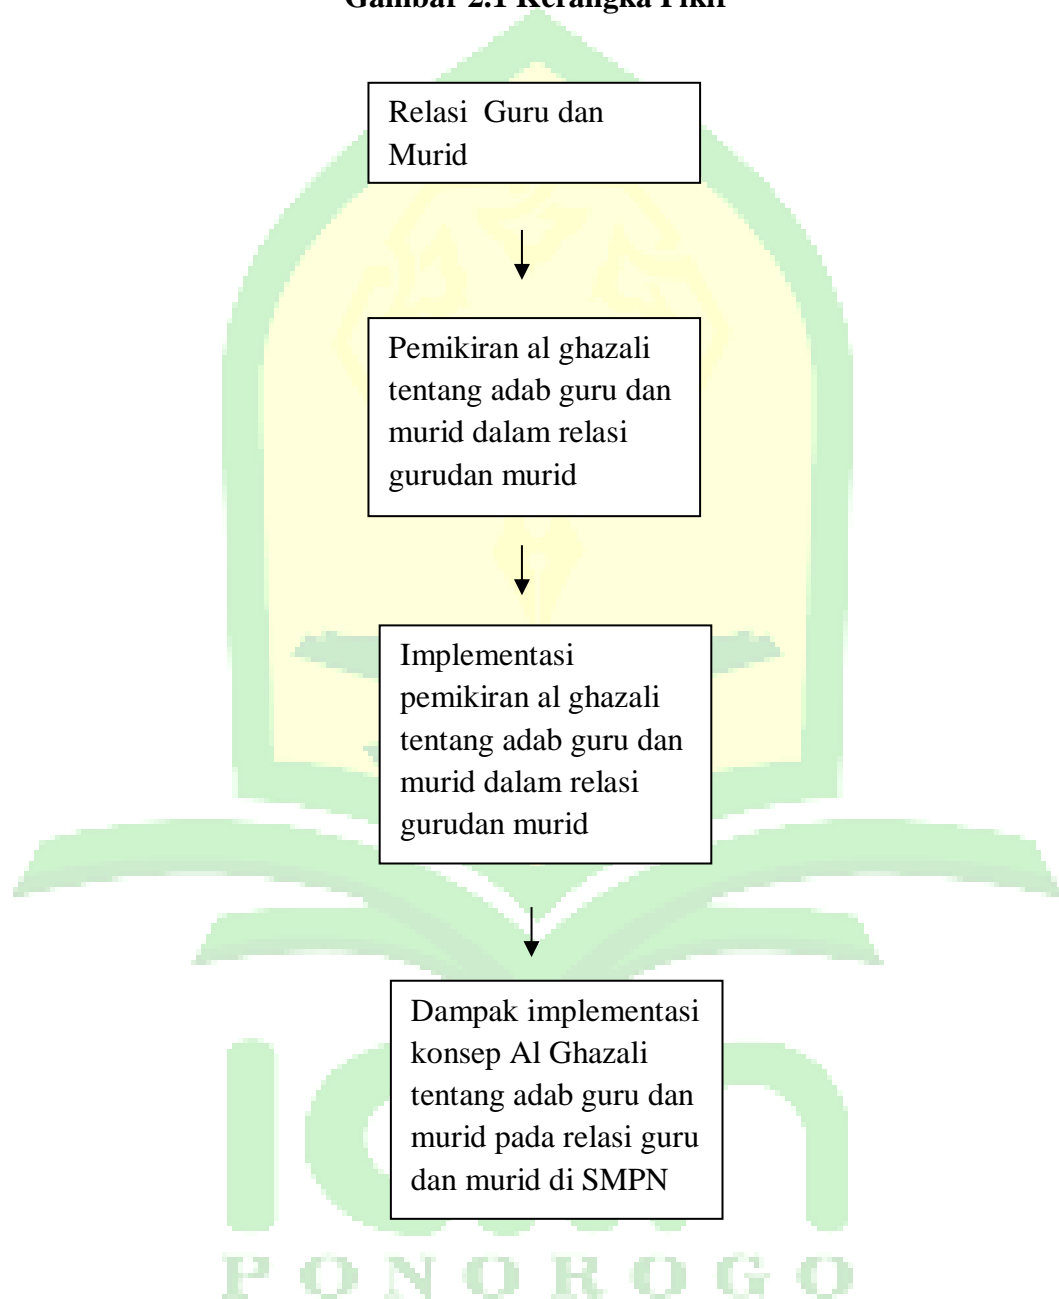 Gambar 2.1 Kerangka Pikir
Relasi Guru dan
Murid
Pemikiran al ghazali
tentang adab guru dan
murid dalam relasi
gurudan murid
Implementasi
pemikiran al ghazali
tentang adab guru dan
murid dalam relasi
gurudan murid
Dampak implementasi
konsep Al Ghazali
tentang adab guru dan
murid pada relasi guru
dan murid di SMPN
PONOROGO